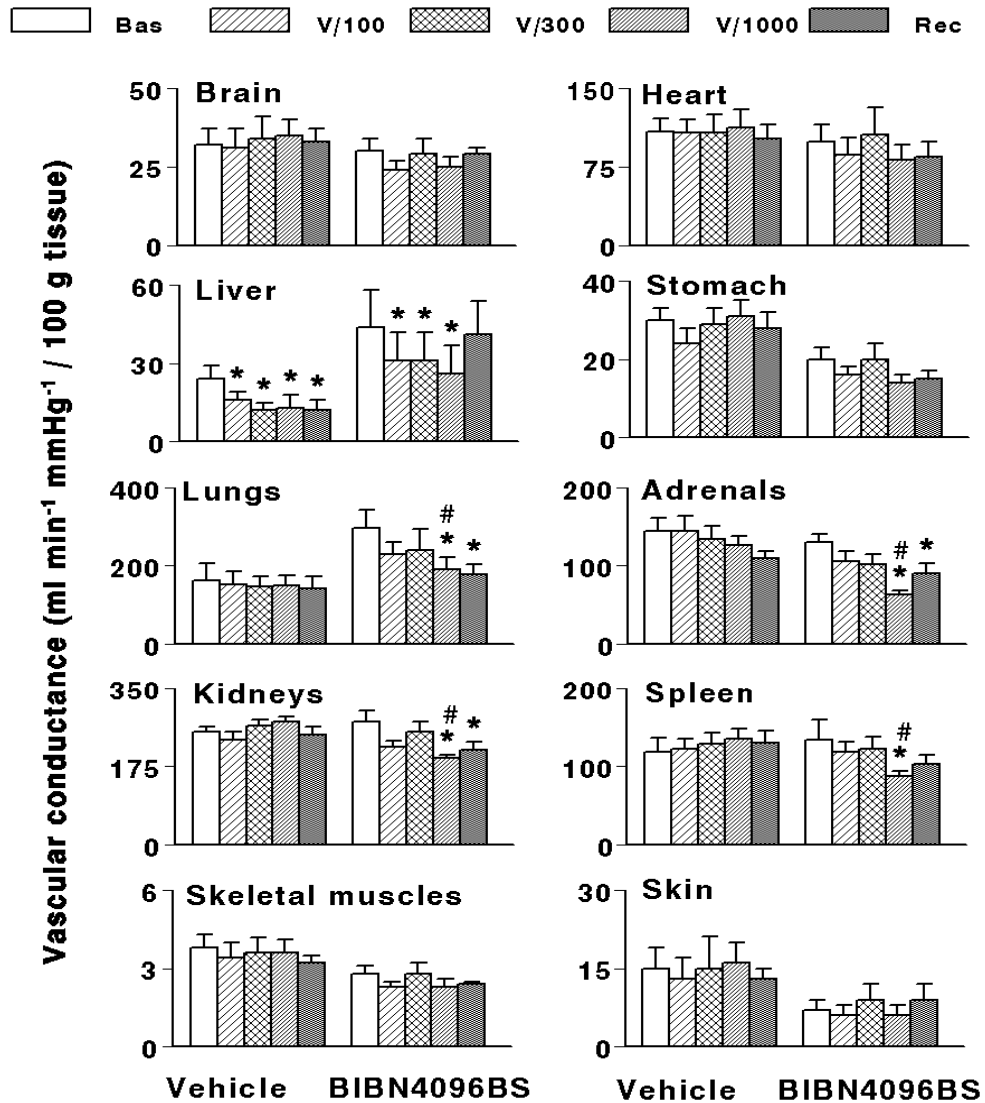 Bas V/100 V/300 V/1000 Rec
Vascular conductance (ml min⁻¹ mmHg⁻¹ / 100 g tissue)
Brain
50
25
0
Heart
150
75
0
Liver
60
30
0
* * * *
* * *
Stomach
40
20
0
Lungs
400
200
0
#
* *
Adrenals
200
100
0
# *
*
Kidneys
350
175
0
# *
*
Spleen
200
100
0
#
*
Skeletal muscles
6
3
0
Skin
30
15
0
Vehicle BIBN4096BS
Vehicle BIBN4096BS